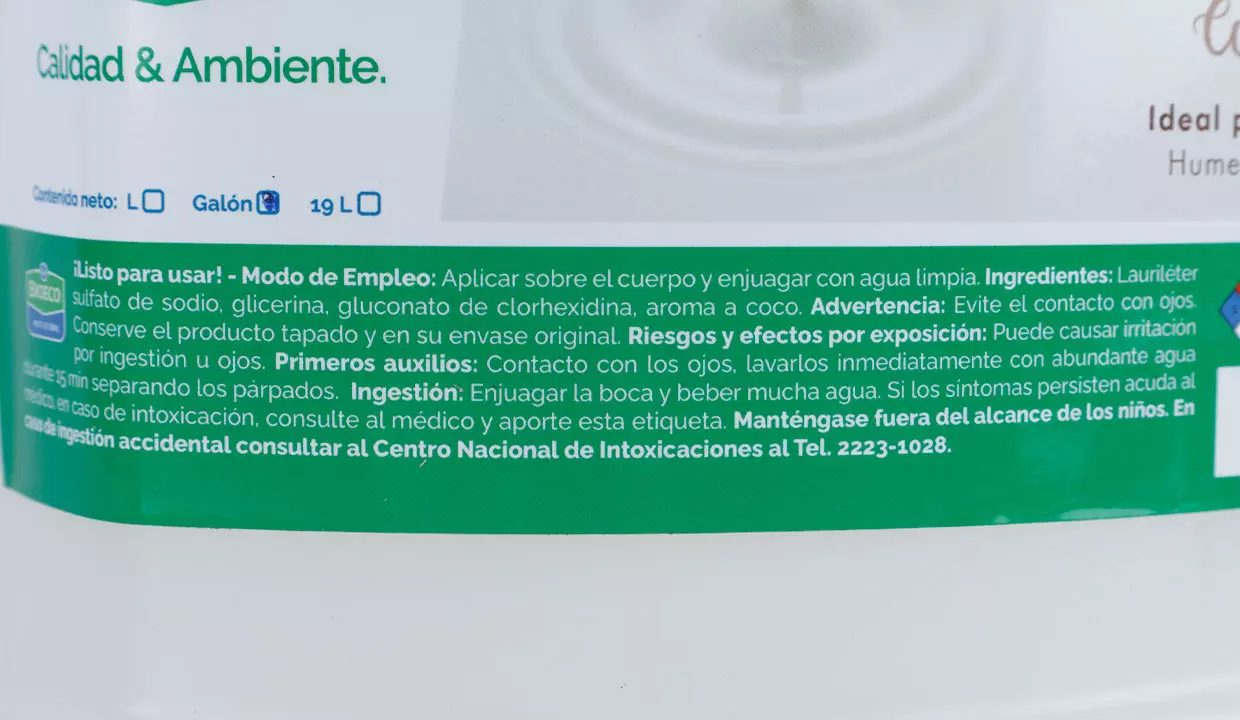 Calidad & Ambiente.
Ideal
Contenido neto: L Galón 19 L
¡Listo para usar! - Modo de Empleo: Aplicar sobre el cuerpo y enjuagar con agua limpia. Ingredientes: Lauriléter
sulfato de sodio, glicerina, gluconato de clorhexidina, aroma a coco. Advertencia: Evite el contacto con ojos.
Conserve el producto tapado y en su envase original. Riesgos y efectos por exposición: Puede causar irritación
por ingestión u ojos. Primeros auxilios: Contacto con los ojos, lavarlos inmediatamente con abundante agua
durante 15 min separando los párpados. Ingestión: Enjuagar la boca y beber mucha agua. Si los síntomas persisten acuda al
médico, en caso de intoxicación, consulte al médico y aporte esta etiqueta. Manténgase fuera del alcance de los niños. En
caso de ingestión accidental consultar al Centro Nacional de Intoxicaciones al Tel. 2223-1028.